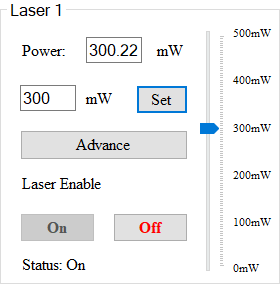 Laser 1
Power: 300.22 mW
300 mW Set
Advance
Laser Enable
On Off
Status: On
500mW
400mW
300mW
200mW
100mW
0mW